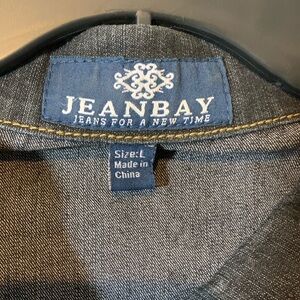 JEANBAY
JEANS FOR A NEW TIME
Size:L
Made in
China